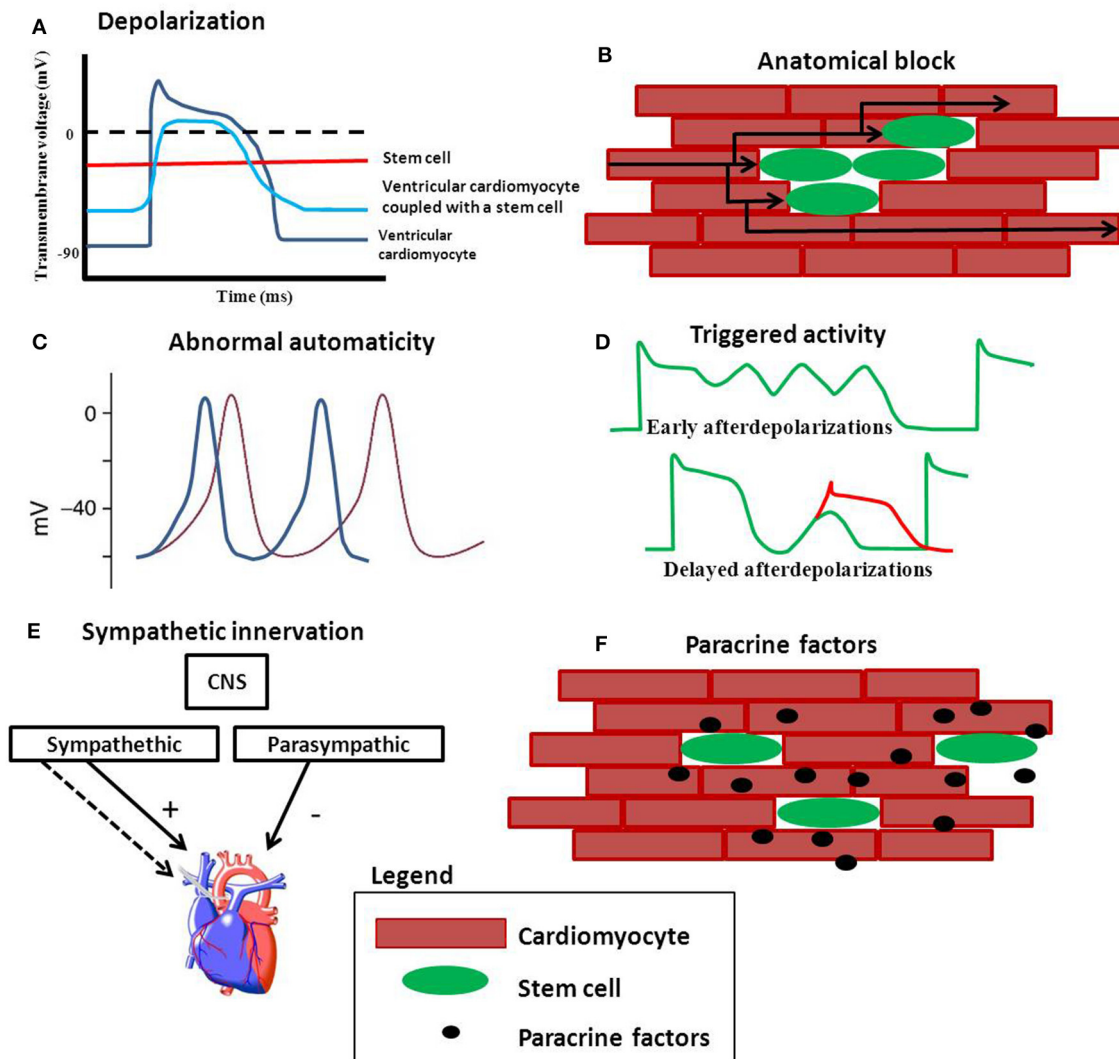 A
Depolarization
Transmembrane voltage (mV)
0
-90
Stem cell
Ventricular cardiomyocyte
coupled with a stem cell
Ventricular
cardiomyocyte
Time (ms)
B
Anatomical block
C
Abnormal automaticity
mV
0
–40
D
Triggered activity
Early afterdepolarizations
Delayed afterdepolarizations
E
Sympathetic innervation
CNS
Sympathethic
Parasympathic
+
-
F
Paracrine factors
Legend
Cardiomyocyte
Stem cell
Paracrine factors